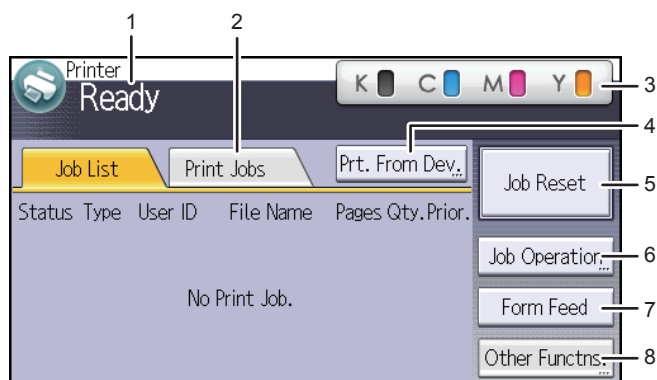 1 2
Printer
Ready
K C M Y 3
4
Job List Print Jobs Prt. From Dev...
Job Reset 5
Status Type User ID File Name Pages Qty. Prior.
Job Operation... 6
No Print Job.
Form Feed 7
Other Functns... 8